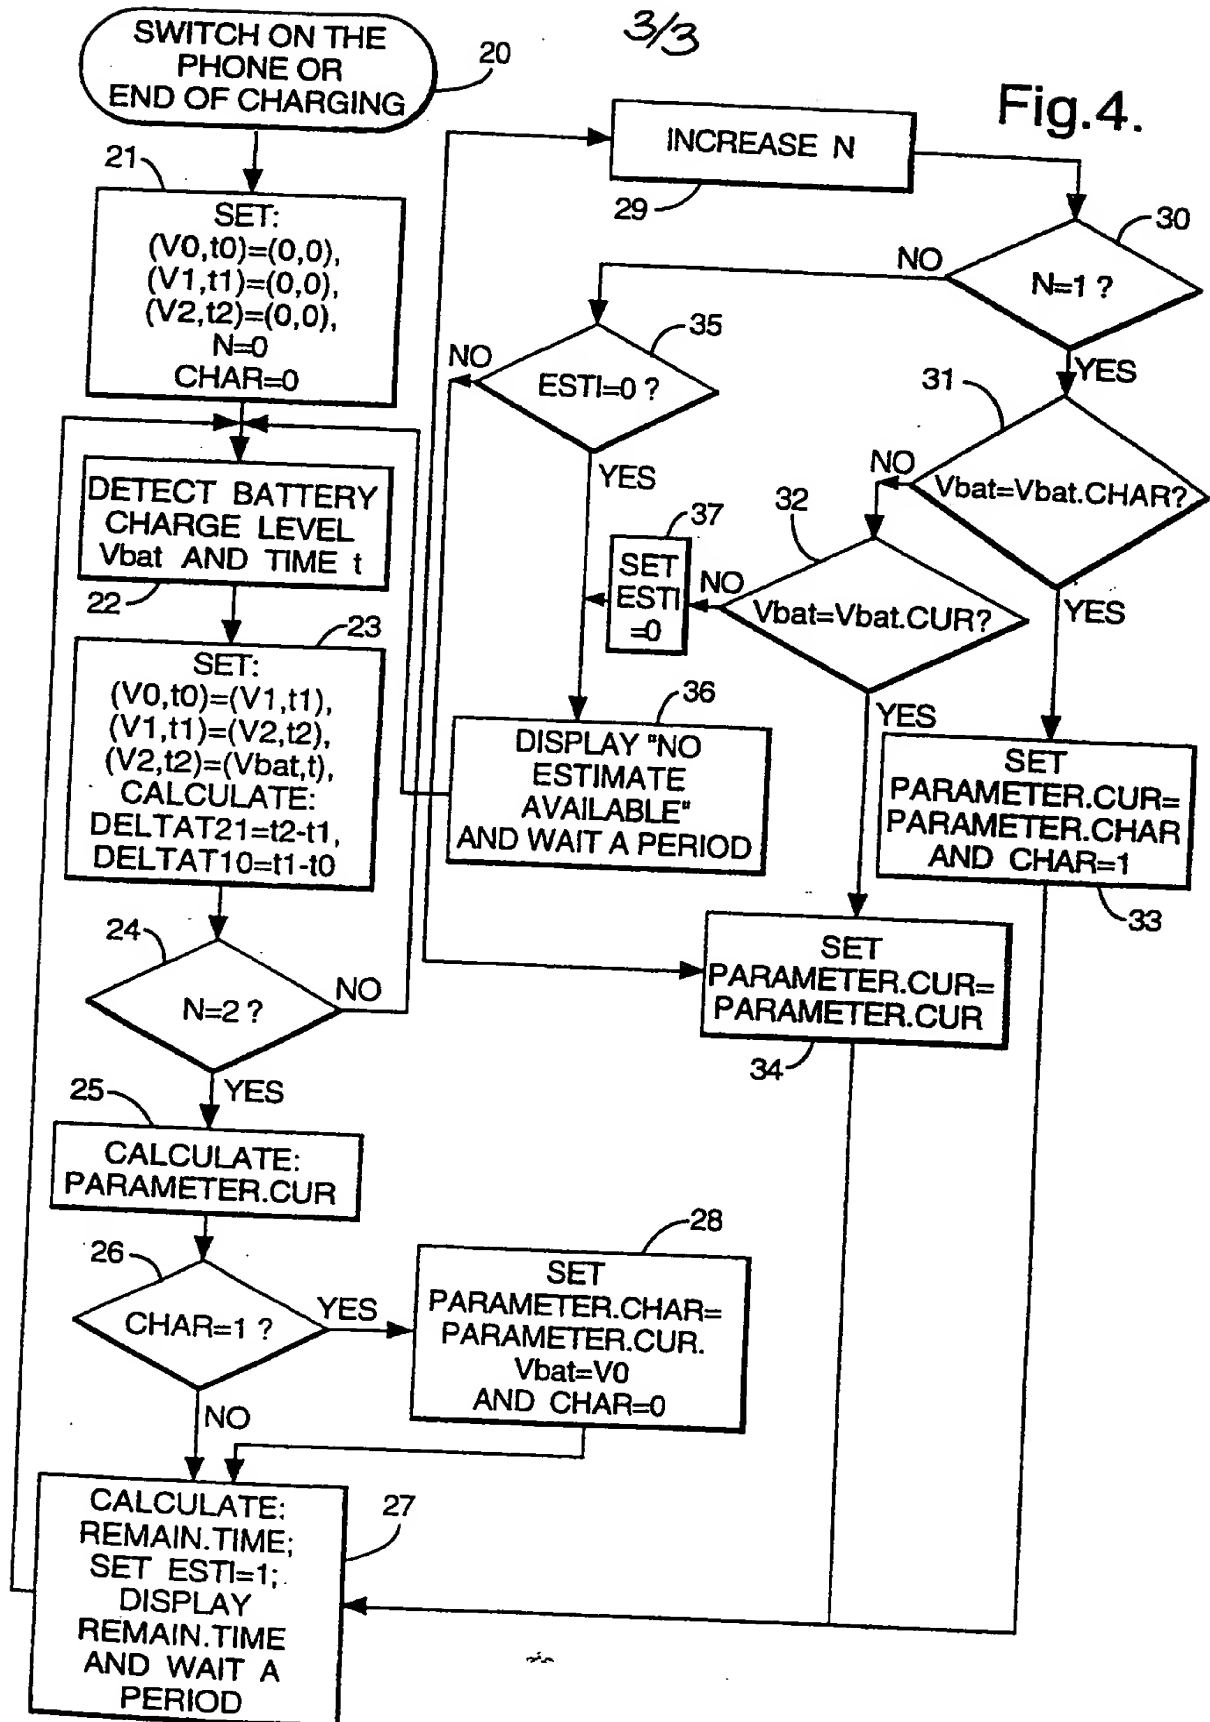 3/3
Fig.4.
SWITCH ON THE
PHONE OR
END OF CHARGING
20
21
SET:
(V0,t0)=(0,0),
(V1,t1)=(0,0),
(V2,t2)=(0,0),
N=0
CHAR=0
DETECT BATTERY
CHARGE LEVEL
Vbat AND TIME t
22
23
SET:
(V0,t0)=(V1,t1),
(V1,t1)=(V2,t2),
(V2,t2)=(Vbat,t),
CALCULATE:
DELTAT21=t2-t1,
DELTAT10=t1-t0
24
N=2 ?
NO
YES
25
CALCULATE:
PARAMETER.CUR
26
CHAR=1 ?
YES
NO
28
SET
PARAMETER.CHAR=
PARAMETER.CUR.
Vbat=V0
AND CHAR=0
27
CALCULATE:
REMAIN.TIME;
SET ESTI=1;
DISPLAY
REMAIN.TIME
AND WAIT A
PERIOD
INCREASE N
29
30
N=1 ?
NO
YES
35
ESTI=0 ?
NO
YES
31
Vbat=Vbat.CHAR?
NO
YES
32
Vbat=Vbat.CUR?
NO
YES
37
SET
ESTI
=0
36
DISPLAY "NO
ESTIMATE
AVAILABLE"
AND WAIT A PERIOD
SET
PARAMETER.CUR=
PARAMETER.CHAR
AND CHAR=1
33
SET
PARAMETER.CUR=
PARAMETER.CUR
34